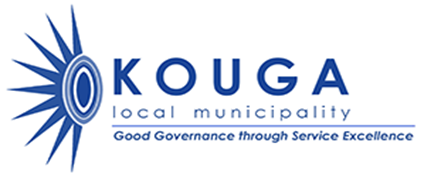 KOUGA
local municipality
Good Governance through Service Excellence